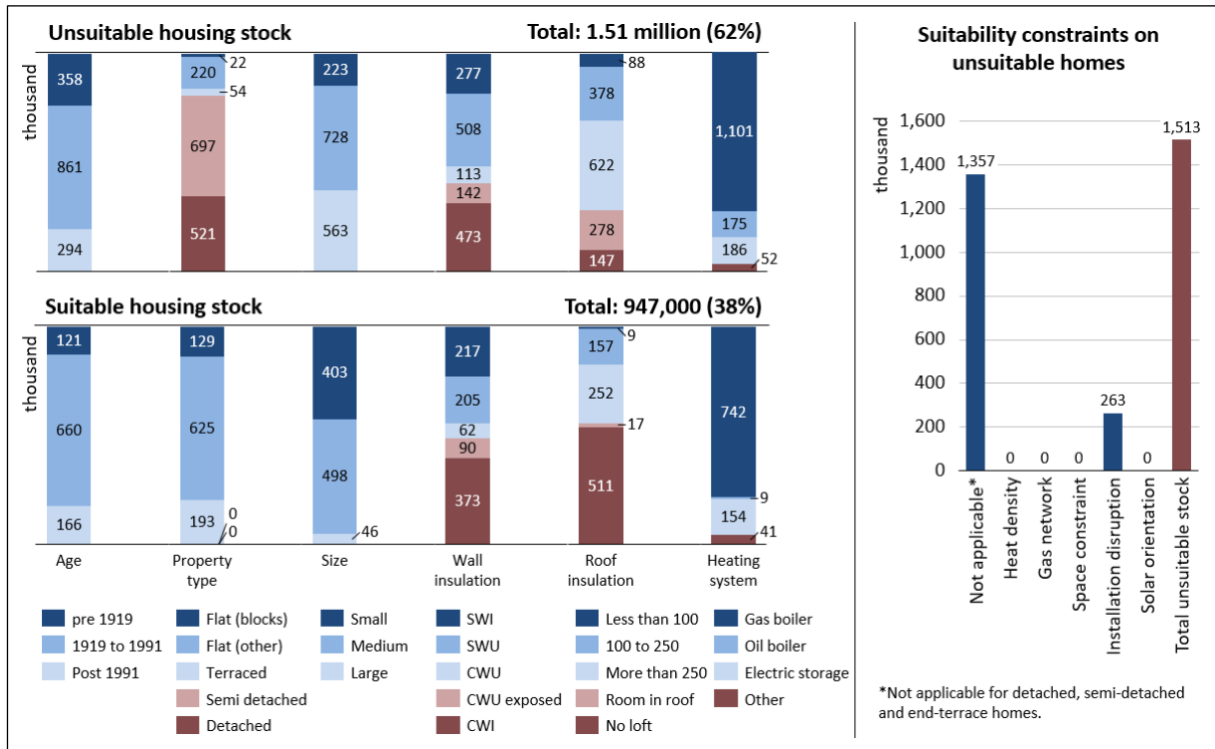 Unsuitable housing stock
Total: 1.51 million (62%)
thousand
358
861
294
22
220
54
697
521
223
728
563
277
508
113
142
473
88
378
622
278
147
1,101
175
186
52
Suitable housing stock
Total: 947,000 (38%)
thousand
121
660
166
129
625
193
0
0
403
498
46
217
205
62
90
373
9
157
252
17
511
742
9
154
41
Age
Property
type
Size
Wall
insulation
Roof
insulation
Heating
system
pre 1919
1919 to 1991
Post 1991
Flat (blocks)
Flat (other)
Terraced
Semi detached
Detached
Small
Medium
Large
SWI
SWU
CWU
CWU exposed
CWI
Less than 100
100 to 250
More than 250
Room in roof
No loft
Gas boiler
Oil boiler
Electric storage
Other
Suitability constraints on
unsuitable homes
thousand
1,600
1,400
1,200
1,000
800
600
400
200
0
1,357
0
0
0
263
0
1,513
Not applicable*
Heat density
Gas network
Space constraint
Installation disruption
Solar orientation
Total unsuitable stock
*Not applicable for detached, semi-detached
and end-terrace homes.